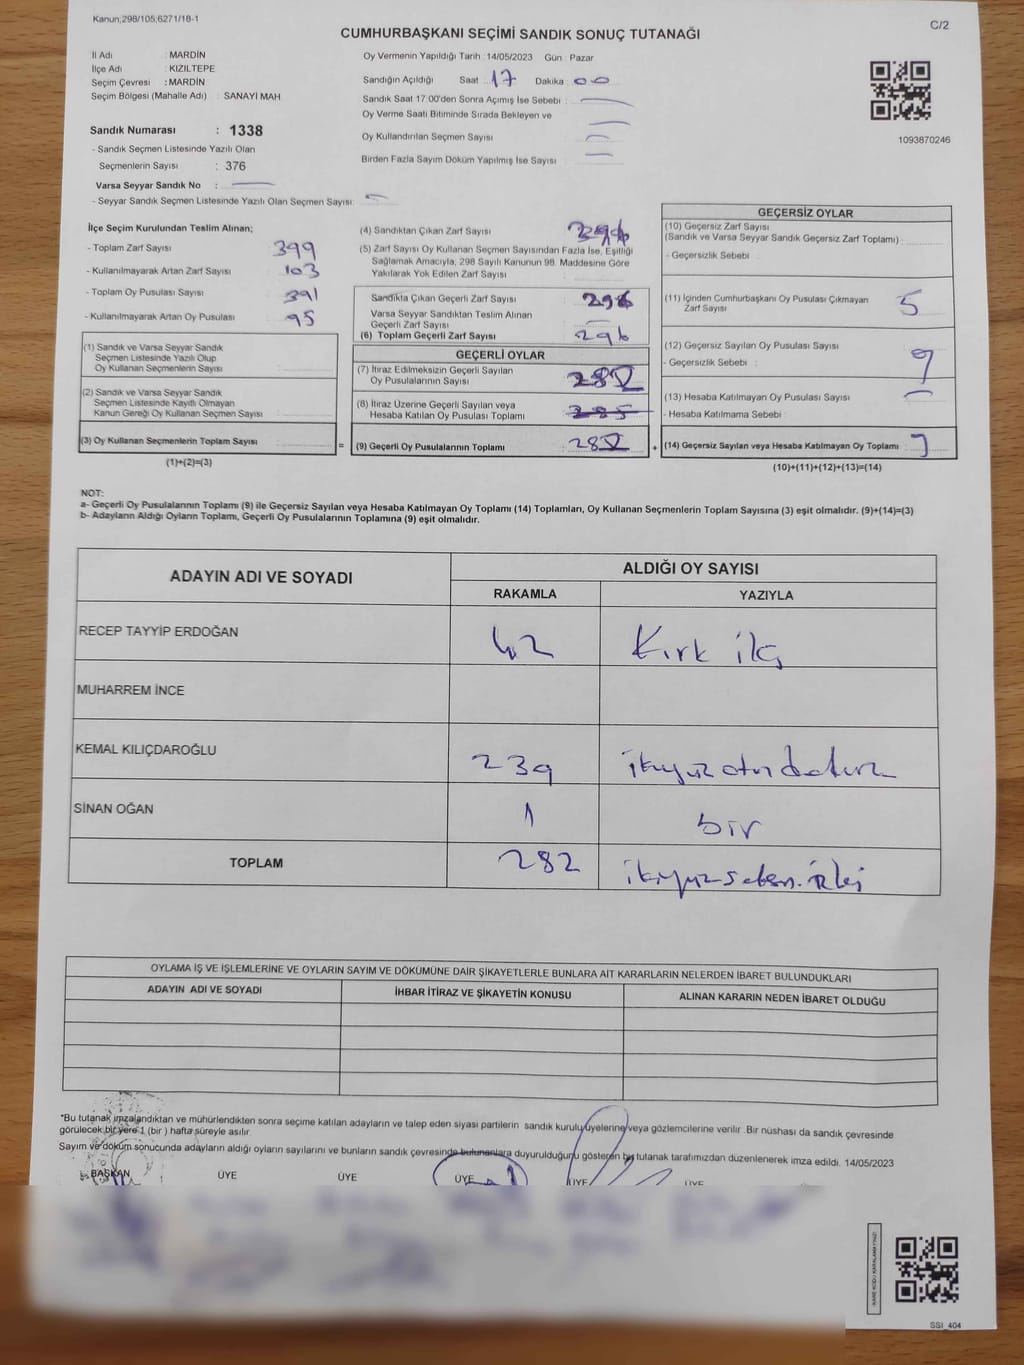 Kanun;298/105;6271/18-1
C/2
CUMHURBAŞKANI SEÇİMİ SANDIK SONUÇ TUTANAĞI
İl Adı : MARDİN
İlçe Adı : KIZILTEPE
Seçim Çevresi : MARDİN
Seçim Bölgesi (Mahalle Adı) : SANAYİ MAH
Sandık Numarası : 1338
- Sandık Seçmen Listesinde Yazılı Olan
Seçmenlerin Sayısı : 376
Varsa Seyyar Sandık No :
- Seyyar Sandık Seçmen Listesinde Yazılı Olan Seçmen Sayısı:
Oy Vermenin Yapıldığı Tarih : 14/05/2023 Gün : Pazar
Sandığın Açıldığı Saat : 17 Dakika : 00
Sandık Saat 17:00'den Sonra Açımış İse Sebebi :
Oy Verme Saati Bitiminde Sırada Bekleyen ve
Oy Kullandırılan Seçmen Sayısı :
Birden Fazla Sayım Döküm Yapılmış İse Sayısı :
1093870246
İlçe Seçim Kurulundan Teslim Alınan;
- Toplam Zarf Sayısı : 399
- Kullanılmayarak Artan Zarf Sayısı : 103
- Toplam Oy Pusulası Sayısı : 391
- Kullanılmayarak Artan Oy Pusulası : 95
(1) Sandık ve Varsa Seyyar Sandık
Seçmen Listesinde Yazılı Olup
Oy Kullanan Seçmenlerin Sayısı :
(2) Sandık ve Varsa Seyyar Sandık
Seçmen Listesinde Kayıtlı Olmayan
Kanun Gereği Oy Kullanan Seçmen Sayısı :
(3) Oy Kullanan Seçmenlerin Toplam Sayısı :
(1)+(2)=(3)
(4) Sandıktan Çıkan Zarf Sayısı :
(5) Zarf Sayısı Oy Kullanan Seçmen Sayısından Fazla İse, Eşitliği
Sağlamak Amacıyla, 298 Sayılı Kanunun 98. Maddesine Göre
Yakılarak Yok Edilen Zarf Sayısı :
Sandıkta Çıkan Geçerli Zarf Sayısı : 296
Varsa Seyyar Sandıktan Teslim Alınan
Geçerli Zarf Sayısı :
(6) Toplam Geçerli Zarf Sayısı : 296
GEÇERLİ OYLAR
(7) İtiraz Edilmeksizin Geçerli Sayılan
Oy Pusulalarının Sayısı :
(8) İtiraz Üzerine Geçerli Sayılan veya
Hesaba Katılan Oy Pusulası Toplamı : 285
= (9) Geçerli Oy Pusulalarının Toplamı :
GEÇERSİZ OYLAR
(10) Geçersiz Zarf Sayısı
(Sandık ve Varsa Seyyar Sandık Geçersiz Zarf Toplamı) :
- Geçersizlik Sebebi :
(11) İçinden Cumhurbaşkanı Oy Pusulası Çıkmayan
Zarf Sayısı : 5
(12) Geçersiz Sayılan Oy Pusulası Sayısı : 9
- Geçersizlik Sebebi :
(13) Hesaba Katılmayan Oy Pusulası Sayısı :
- Hesaba Katılmama Sebebi :
+ (14) Geçersiz Sayılan veya Hesaba Katılmayan Oy Toplamı :
(10)+(11)+(12)+(13)=(14)
NOT:
a- Geçerli Oy Pusulalarının Toplamı (9) ile Geçersiz Sayılan veya Hesaba Katılmayan Oy Toplamı (14) Toplamları, Oy Kullanan Seçmenlerin Toplam Sayısına (3) eşit olmalıdır. (9)+(14)=(3)
b- Adayların Aldığı Oyların Toplamı, Geçerli Oy Pusulalarının Toplamına (9) eşit olmalıdır.
ADAYIN ADI VE SOYADI
ALDIĞI OY SAYISI
RAKAMLA YAZIYLA
RECEP TAYYİP ERDOĞAN 42 Kırk iki
MUHARREM İNCE
KEMAL KILIÇDAROĞLU 239 ikiyüz otuz dokuz
SİNAN OĞAN 1 bir
TOPLAM 282 ikiyüz seksen iki
OYLAMA İŞ VE İŞLEMLERİNE VE OYLARIN SAYIM VE DÖKÜMÜNE DAİR ŞİKAYETLERLE BUNLARA AİT KARARLARIN NELERDEN İBARET BULUNDUKLARI
ADAYIN ADI VE SOYADI İHBAR İTİRAZ VE ŞİKAYETİN KONUSU ALINAN KARARIN NEDEN İBARET OLDUĞU
*Bu tutanak imzalandıktan ve mühürlendikten sonra seçime katılan adayların ve talep eden siyasi partilerin sandık kurulu üyelerine veya gözlemcilerine verilir. Bir nüshası da sandık çevresinde
görülecek bir yere 1 (bir) hafta süreyle asılır.
Sayım ve döküm sonucunda adayların aldığı oyların sayılarını ve bunların sandık çevresinde bulunanlara duyurulduğunu gösteren bu tutanak tarafımızdan düzenlenerek imza edildi. 14/05/2023
BAŞKAN ÜYE ÜYE ÜYE ÜYE ÜYE
SSİ_404